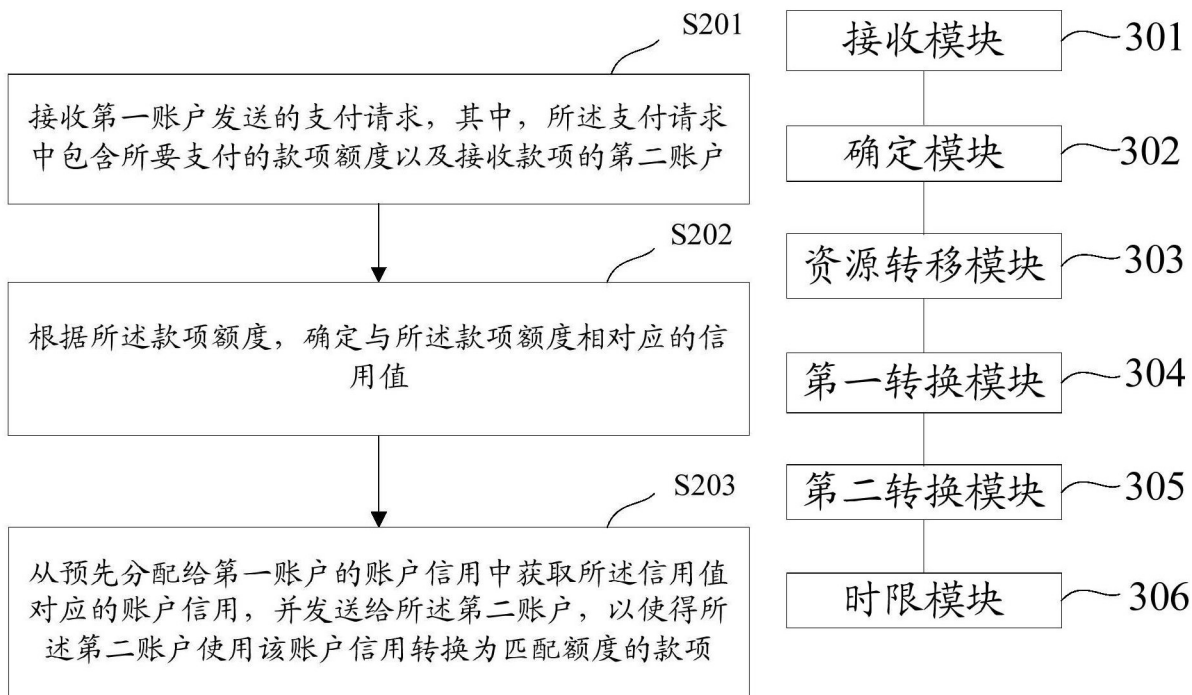 S201
接收第一账户发送的支付请求，其中，所述支付请求
中包含所要支付的款项额度以及接收款项的第二账户
S202
根据所述款项额度，确定与所述款项额度相对应的信
用值
S203
从预先分配给第一账户的账户信用中获取所述信用值
对应的账户信用，并发送给所述第二账户，以使得所
述第二账户使用该账户信用转换为匹配额度的款项
接收模块 301
确定模块 302
资源转移模块 303
第一转换模块 304
第二转换模块 305
时限模块 306